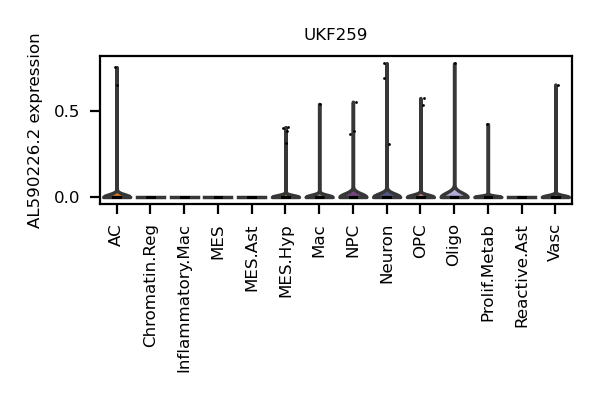 UKF259
AL590226.2 expression
0.5
0.0
AC
Chromatin.Reg
Inflammatory.Mac
MES
MES.Ast
MES.Hyp
Mac
NPC
Neuron
OPC
Oligo
Prolif.Metab
Reactive.Ast
Vasc